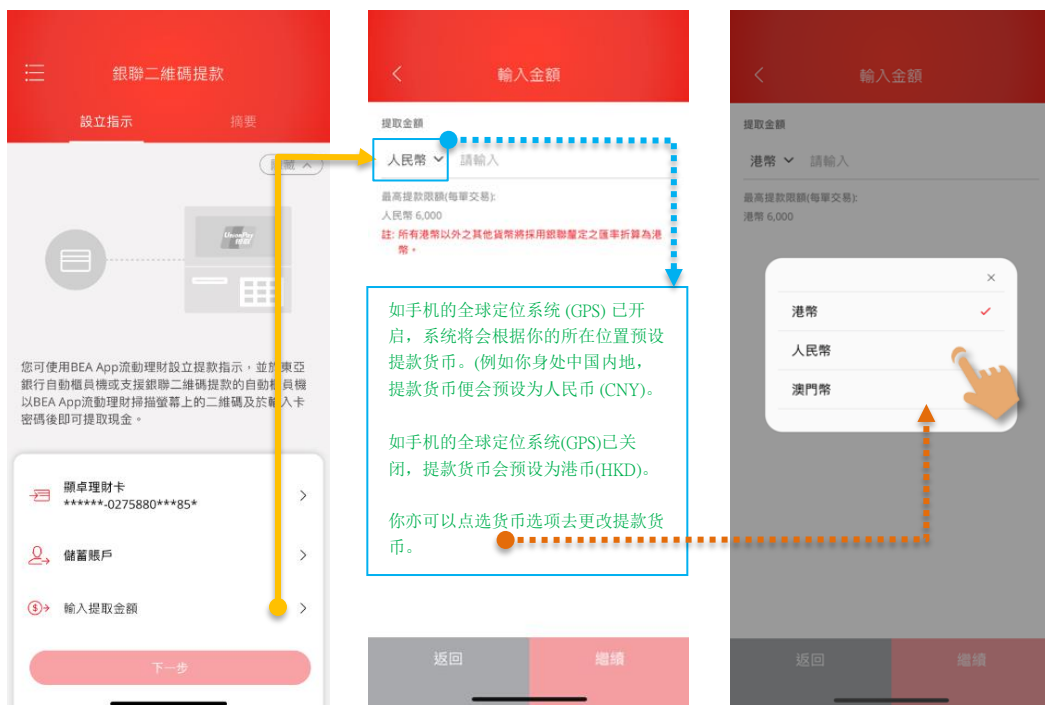 銀聯二維碼提款
設立指示
摘要
UnionPay
銀聯
您可使用BEA App流動理財設立提款指示，並於東亞
銀行自動櫃員機或支援銀聯二維碼提款的自動櫃員機
以BEA App流動理財掃描螢幕上的二維碼及於輸入卡
密碼後即可提取現金。
顯卓理財卡
******-0275880***85*
儲蓄賬戶
輸入提取金額
下一步
輸入金額
提取金額
人民幣
請輸入
最高提款限額(每單交易):
人民幣 6,000
註: 所有港幣以外之其他貨幣將採用銀聯釐定之匯率折算為港
幣。
如手机的全球定位系统 (GPS) 已开
启，系统将会根据你的所在位置预设
提款货币。(例如你身处中国内地，
提款货币便会预设为人民币 (CNY)。
如手机的全球定位系统(GPS)已关
闭，提款货币会预设为港币(HKD)。
你亦可以点选货币选项去更改提款货
币。
返回
繼續
輸入金額
提取金額
港幣
請輸入
最高提款限額(每單交易):
港幣 6,000
港幣
人民幣
澳門幣
返回
繼續